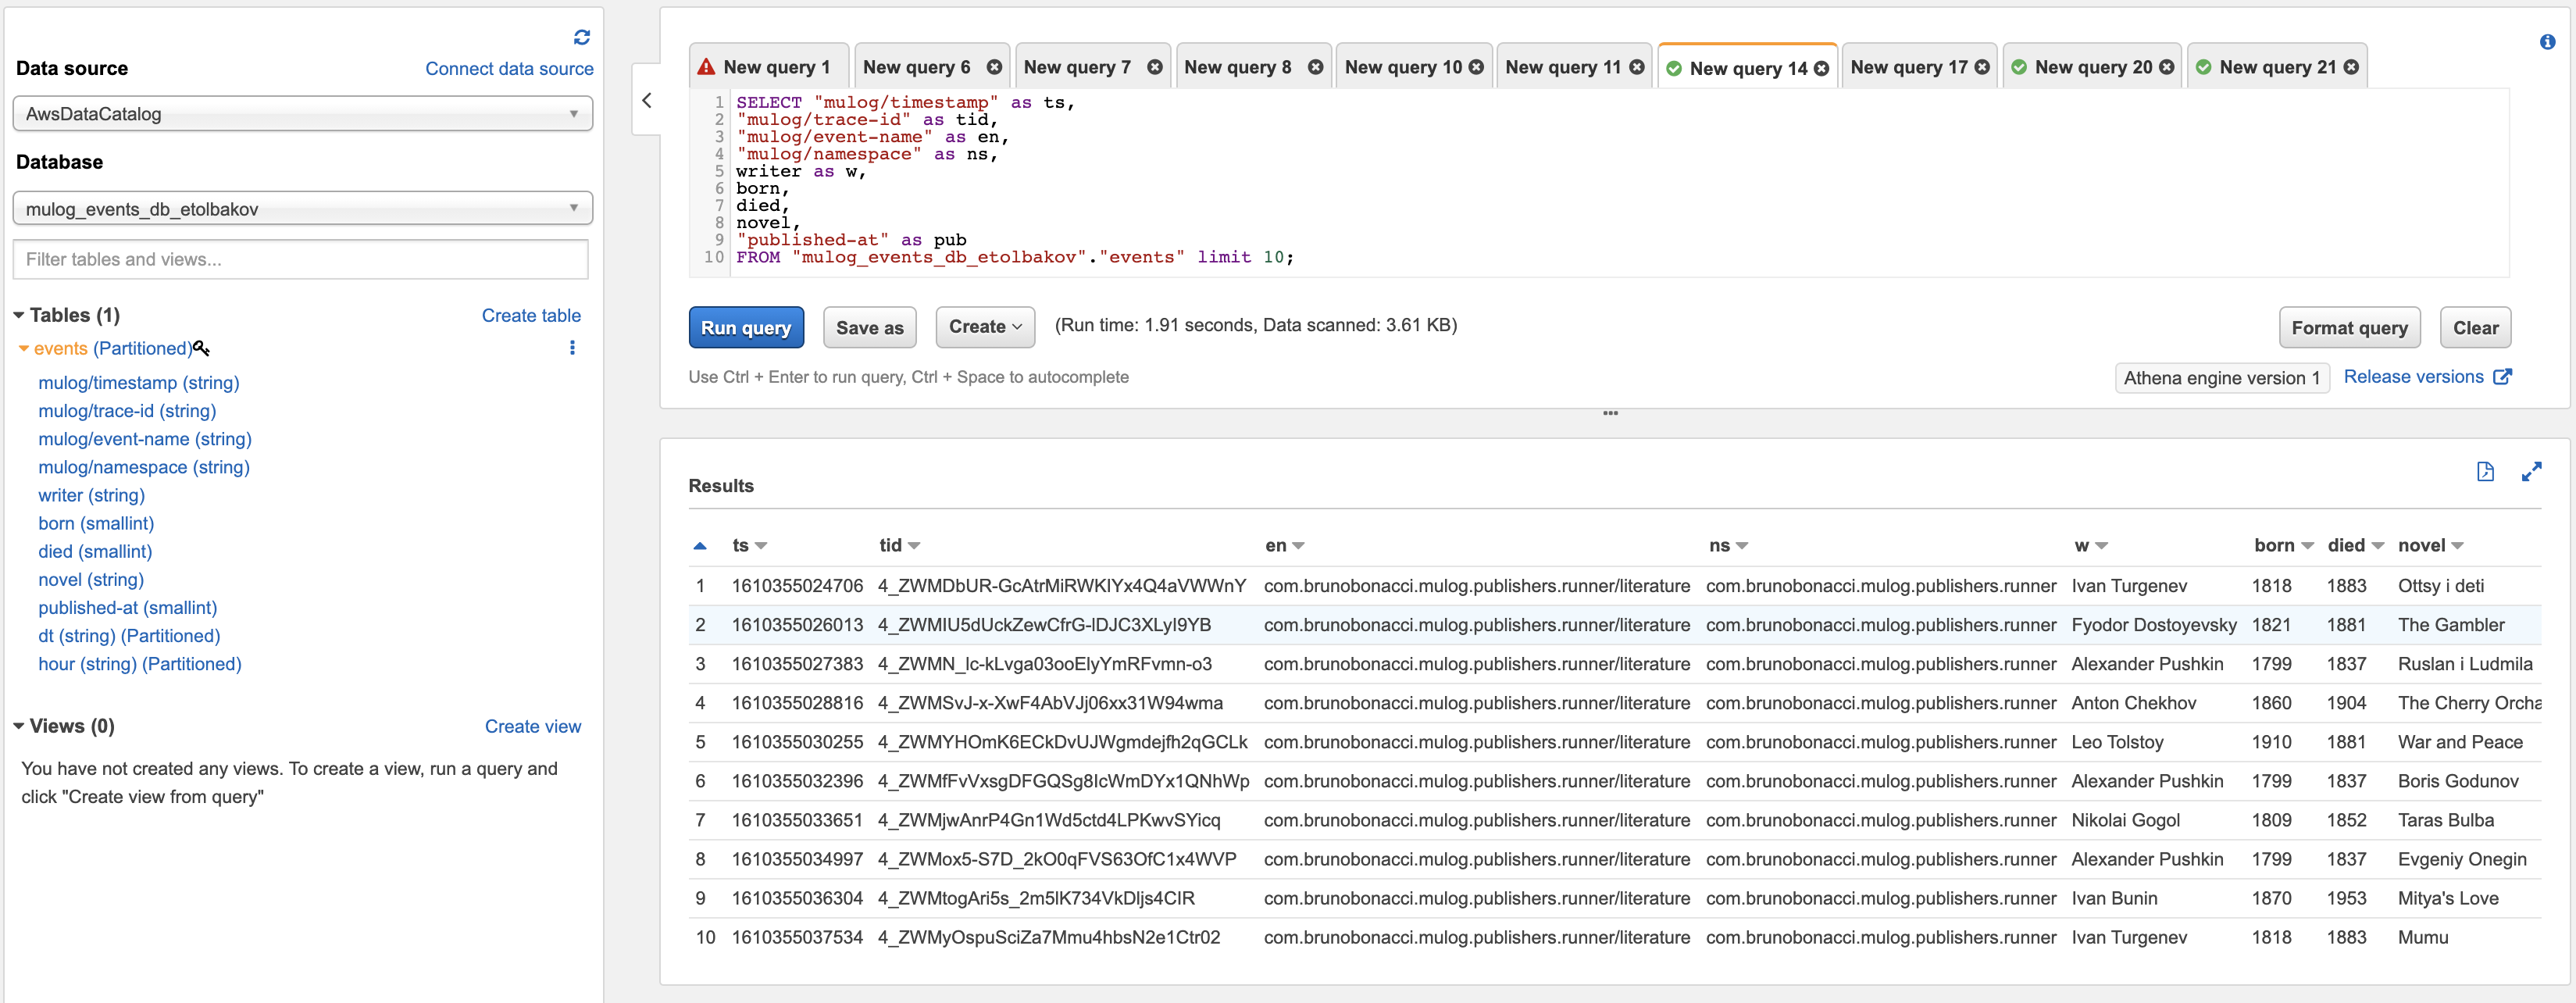 Data source
Connect data source
AwsDataCatalog
Database
mulog_events_db_etolbakov
Filter tables and views...
Tables (1)
Create table
events (Partitioned)
mulog/timestamp (string)
mulog/trace-id (string)
mulog/event-name (string)
mulog/namespace (string)
writer (string)
born (smallint)
died (smallint)
novel (string)
published-at (smallint)
dt (string) (Partitioned)
hour (string) (Partitioned)
Views (0)
Create view
You have not created any views. To create a view, run a query and
click "Create view from query"
New query 1 New query 6 New query 7 New query 8 New query 10 New query 11 New query 14 New query 17 New query 20 New query 21
1 SELECT "mulog/timestamp" as ts,
2 "mulog/trace-id" as tid,
3 "mulog/event-name" as en,
4 "mulog/namespace" as ns,
5 writer as w,
6 born,
7 died,
8 novel,
9 "published-at" as pub
10 FROM "mulog_events_db_etolbakov"."events" limit 10;
Run query Save as Create (Run time: 1.91 seconds, Data scanned: 3.61 KB) Format query Clear
Use Ctrl + Enter to run query, Ctrl + Space to autocomplete
Athena engine version 1 Release versions
Results
ts tid en ns w born died novel
1 1610355024706 4_ZWMDbUR-GcAtrMiRWKIYx4Q4aVWWnY com.brunobonacci.mulog.publishers.runner/literature com.brunobonacci.mulog.publishers.runner Ivan Turgenev 1818 1883 Ottsy i deti
2 1610355026013 4_ZWMIU5dUckZewCfrG-lDJC3XLyI9YB com.brunobonacci.mulog.publishers.runner/literature com.brunobonacci.mulog.publishers.runner Fyodor Dostoyevsky 1821 1881 The Gambler
3 1610355027383 4_ZWMN_lc-kLvga03ooElyYmRFvmn-o3 com.brunobonacci.mulog.publishers.runner/literature com.brunobonacci.mulog.publishers.runner Alexander Pushkin 1799 1837 Ruslan i Ludmila
4 1610355028816 4_ZWMSvJ-x-XwF4AbVJj06xx31W94wma com.brunobonacci.mulog.publishers.runner/literature com.brunobonacci.mulog.publishers.runner Anton Chekhov 1860 1904 The Cherry Orcha
5 1610355030255 4_ZWMYHOmK6ECkDvUJWgmdejfh2qGCLk com.brunobonacci.mulog.publishers.runner/literature com.brunobonacci.mulog.publishers.runner Leo Tolstoy 1910 1881 War and Peace
6 1610355032396 4_ZWMfFvVxsgDFGQSg8IcWmDYx1QNhWp com.brunobonacci.mulog.publishers.runner/literature com.brunobonacci.mulog.publishers.runner Alexander Pushkin 1799 1837 Boris Godunov
7 1610355033651 4_ZWMjwAnrP4Gn1Wd5ctd4LPKwvSYicq com.brunobonacci.mulog.publishers.runner/literature com.brunobonacci.mulog.publishers.runner Nikolai Gogol 1809 1852 Taras Bulba
8 1610355034997 4_ZWMox5-S7D_2kO0qFVS63OfC1x4WVP com.brunobonacci.mulog.publishers.runner/literature com.brunobonacci.mulog.publishers.runner Alexander Pushkin 1799 1837 Evgeniy Onegin
9 1610355036304 4_ZWMtogAri5s_2m5lK734VkDljs4CIR com.brunobonacci.mulog.publishers.runner/literature com.brunobonacci.mulog.publishers.runner Ivan Bunin 1870 1953 Mitya's Love
10 1610355037534 4_ZWMyOspuSciZa7Mmu4hbsN2e1Ctr02 com.brunobonacci.mulog.publishers.runner/literature com.brunobonacci.mulog.publishers.runner Ivan Turgenev 1818 1883 Mumu